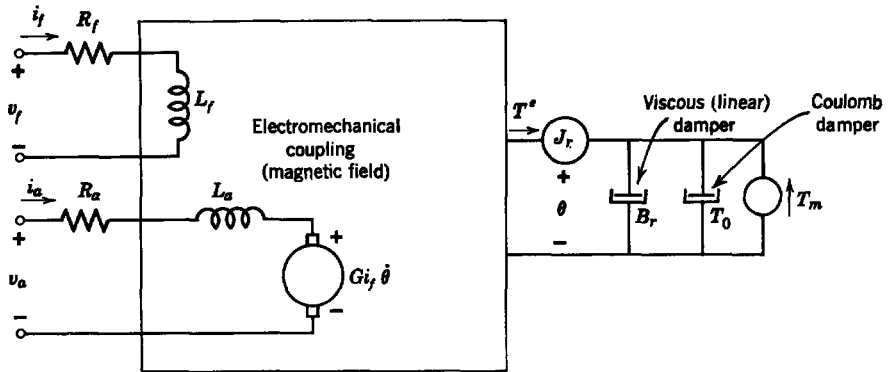 i_f
R_f
+
v_f
−
L_f
Electromechanical
coupling
(magnetic field)
i_a
R_a
L_a
+
v_a
−
+
Gi_f θ̇
−
T^e
J_r
+
θ
−
Viscous (linear)
damper
Coulomb
damper
B_r
T_0
T_m